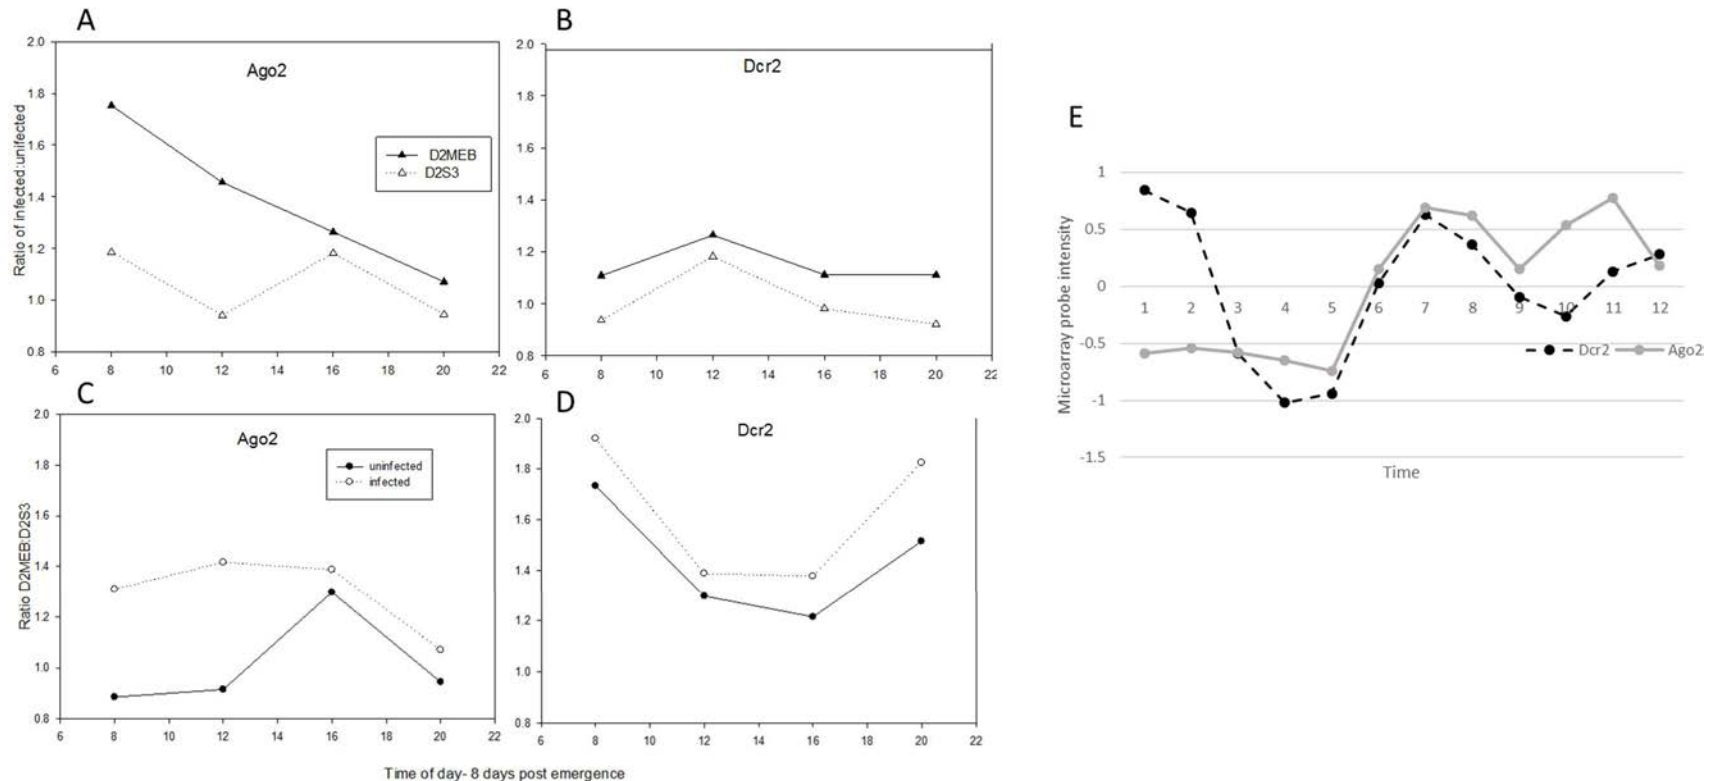 A
Ago2
2.0
1.8
1.6
1.4
1.2
1.0
0.8
6 8 10 12 14 16 18 20 22
Ratio of infected:uninfected
D2MEB
D2S3
B
Dcr2
2.0
1.8
1.6
1.4
1.2
1.0
0.8
6 8 10 12 14 16 18 20 22
C
Ago2
2.0
1.8
1.6
1.4
1.2
1.0
0.8
6 8 10 12 14 16 18 20 22
Ratio D2MEB:D2S3
uninfected
infected
D
Dcr2
2.0
1.8
1.6
1.4
1.2
1.0
0.8
6 8 10 12 14 16 18 20 22
Time of day- 8 days post emergence
E
1
0.5
0
-0.5
-1
-1.5
1 2 3 4 5 6 7 8 9 10 11 12
Microarray probe intensity
Dcr2 Ago2
Time